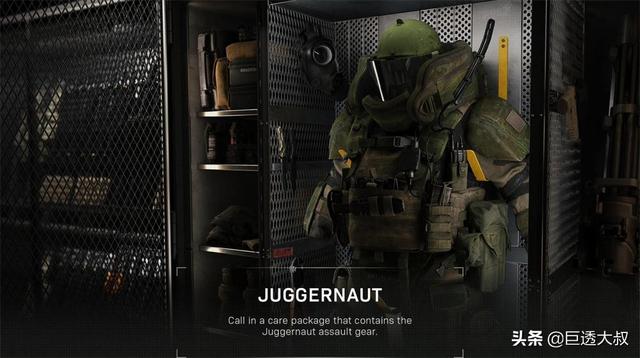 JUGGERNAUT
Call in a care package that contains the
Juggernaut assault gear.
头条 @巨透大叔